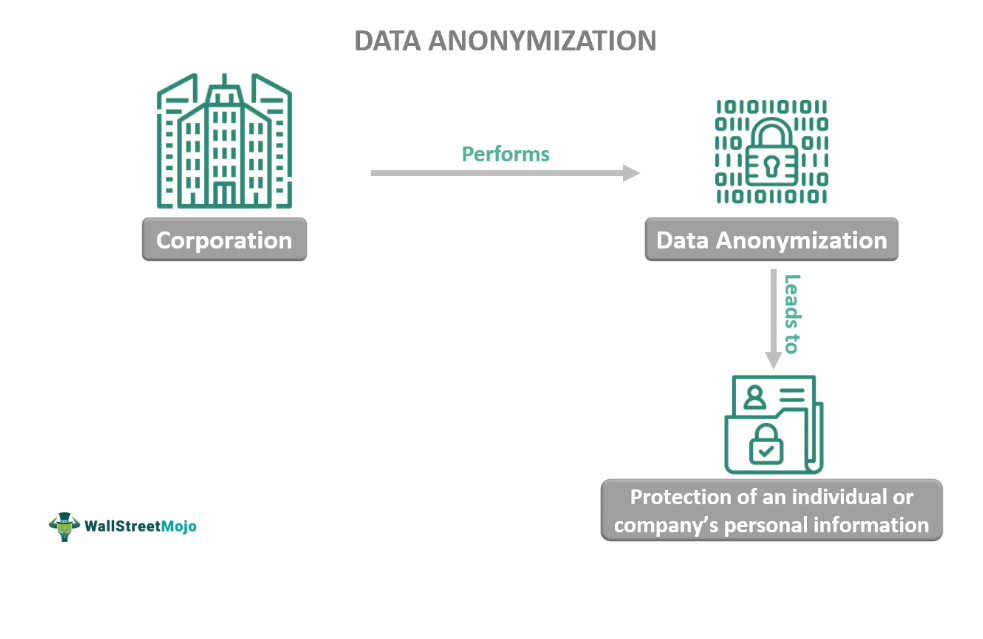 DATA ANONYMIZATION
Performs
Corporation
Data Anonymization
Leads to
Protection of an individual or
company’s personal information
WallStreetMojo